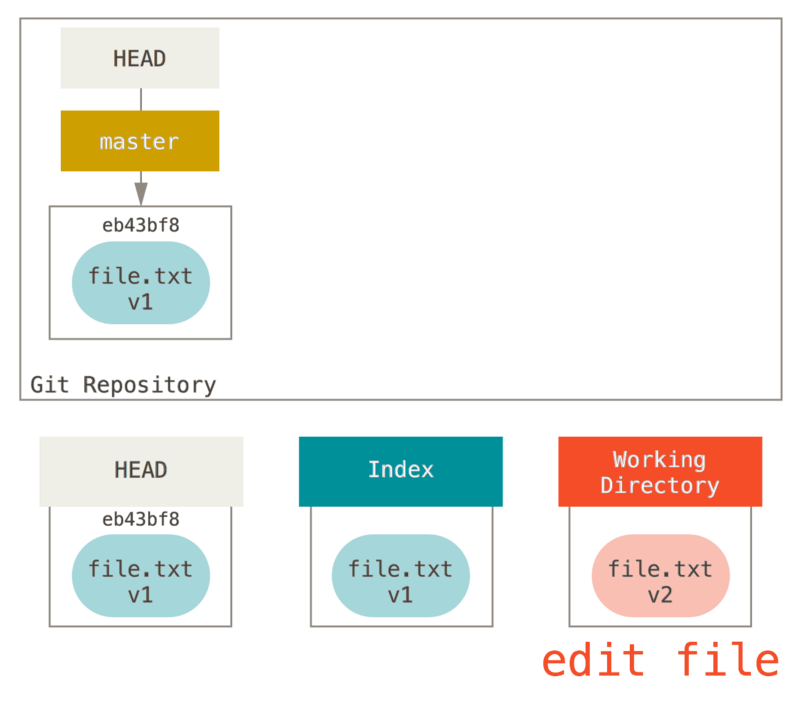 HEAD
master
eb43bf8
file.txt
v1
Git Repository
HEAD
eb43bf8
file.txt
v1
Index
file.txt
v1
Working
Directory
file.txt
v2
edit file